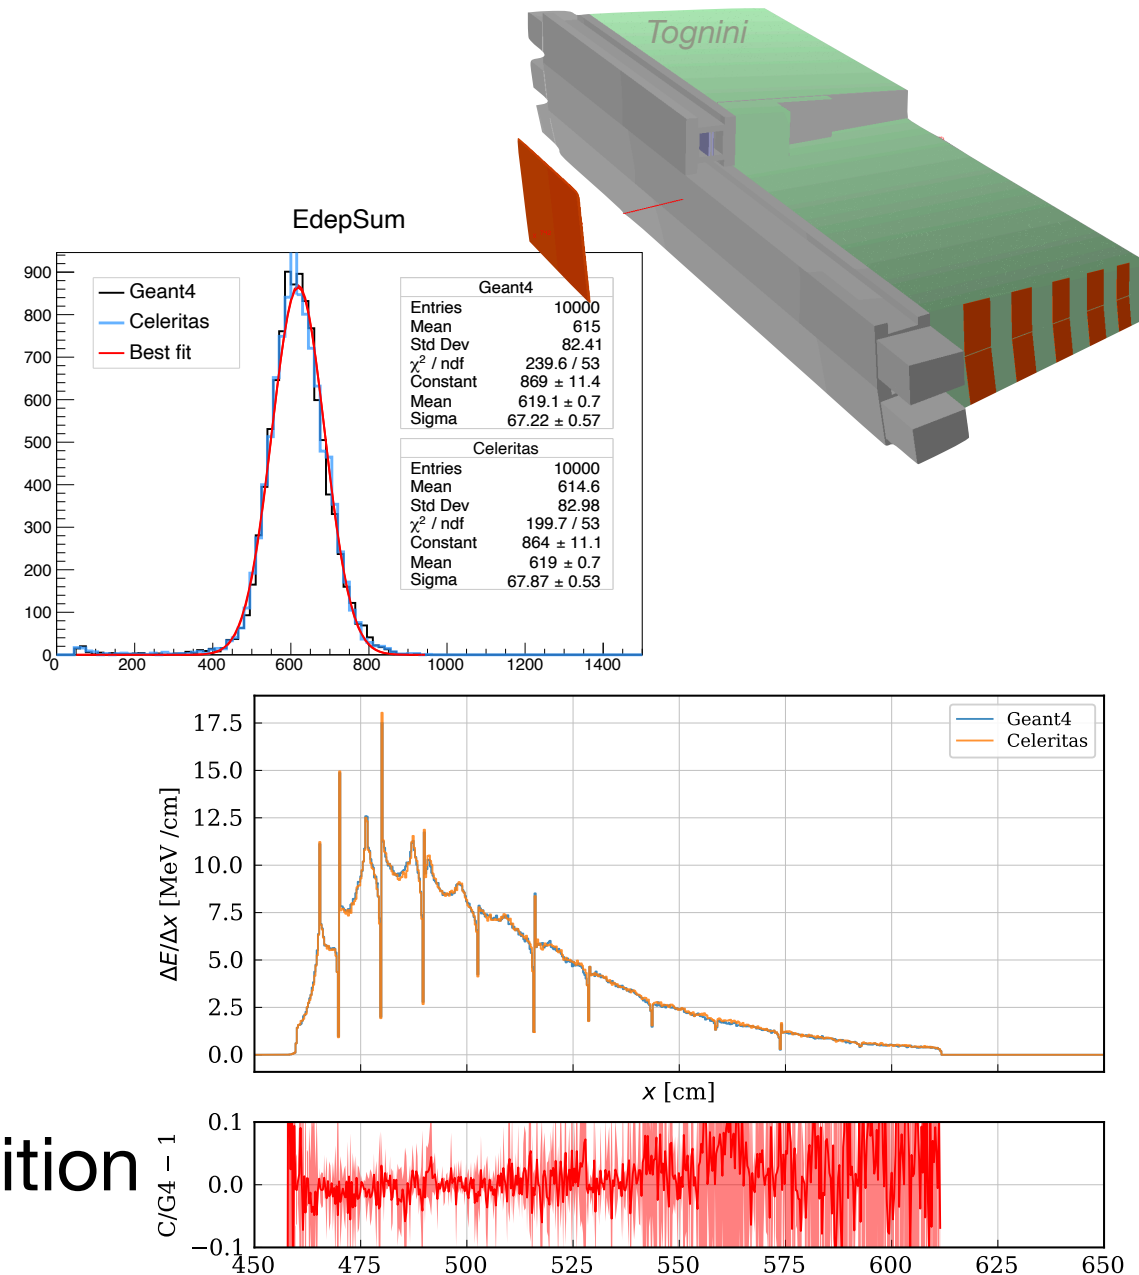 Tognini
EdepSum
Geant4
Celeritas
Best fit
Geant4
Entries 10000
Mean 615
Std Dev 82.41
χ² / ndf 239.6 / 53
Constant 869 ± 11.4
Mean 619.1 ± 0.7
Sigma 67.22 ± 0.57
Celeritas
Entries 10000
Mean 614.6
Std Dev 82.98
χ² / ndf 199.7 / 53
Constant 864 ± 11.1
Mean 619 ± 0.7
Sigma 67.87 ± 0.53
900
800
700
600
500
400
300
200
100
0
0 200 400 600 800 1000 1200 1400
Geant4
Celeritas
17.5
15.0
12.5
10.0
7.5
5.0
2.5
0.0
ΔE/Δx [MeV /cm]
x [cm]
ition
C/G4 − 1
0.1
0.0
−0.1
450 475 500 525 550 575 600 625 650